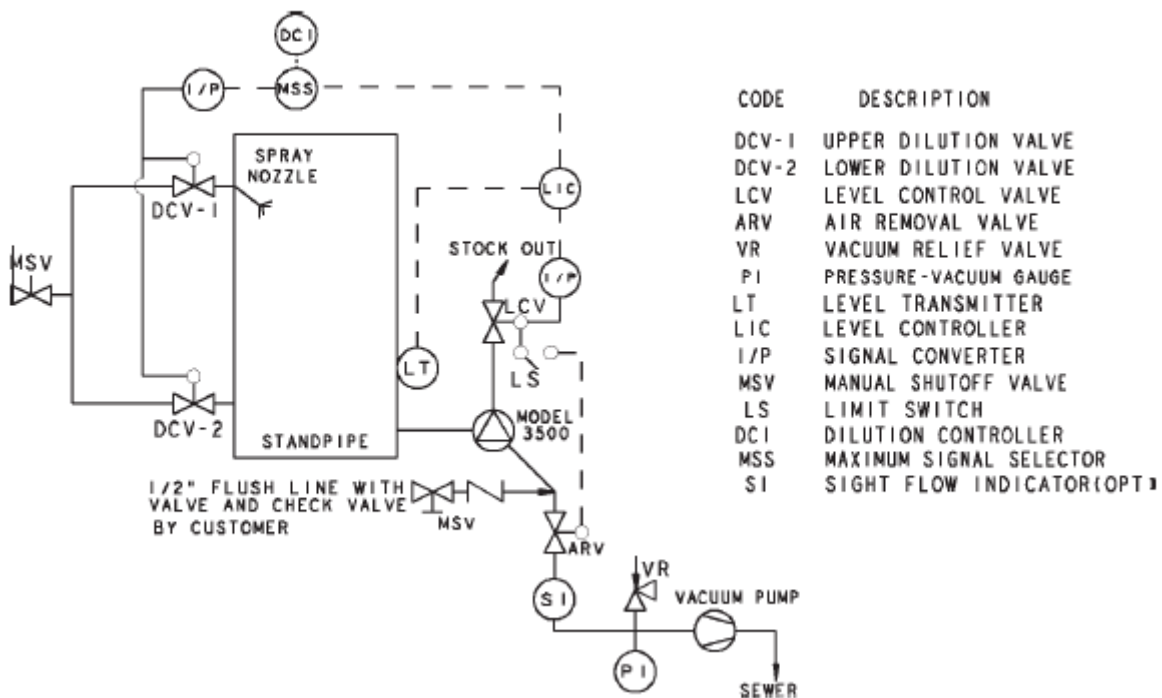 DCI
I/P
MSS
SPRAY
NOZZLE
DCV-1
LIC
STOCK OUT
MSV
I/P
LCV
LT
LS
DCV-2
MODEL
3500
STANDPIPE
1/2" FLUSH LINE WITH
VALVE AND CHECK VALVE
BY CUSTOMER
MSV
ARV
VR
SI
VACUUM PUMP
PI
SEWER
CODE DESCRIPTION
DCV-1 UPPER DILUTION VALVE
DCV-2 LOWER DILUTION VALVE
LCV LEVEL CONTROL VALVE
ARV AIR REMOVAL VALVE
VR VACUUM RELIEF VALVE
PI PRESSURE-VACUUM GAUGE
LT LEVEL TRANSMITTER
LIC LEVEL CONTROLLER
I/P SIGNAL CONVERTER
MSV MANUAL SHUTOFF VALVE
LS LIMIT SWITCH
DCI DILUTION CONTROLLER
MSS MAXIMUM SIGNAL SELECTOR
SI SIGHT FLOW INDICATOR(OPT)